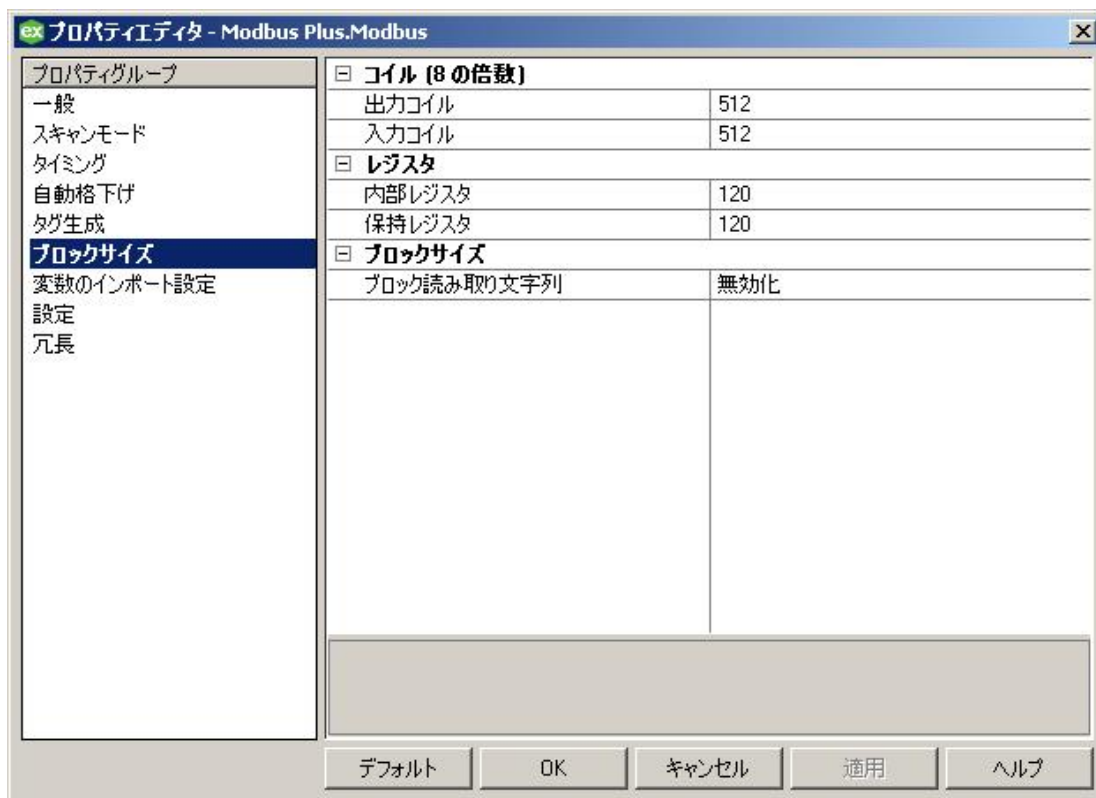 ex プロパティエディタ - Modbus Plus.Modbus
プロパティグループ
一般
スキャンモード
タイミング
自動格下げ
タグ生成
ブロックサイズ
変数のインポート設定
設定
冗長
コイル (8 の倍数)
出力コイル 512
入力コイル 512
レジスタ
内部レジスタ 120
保持レジスタ 120
ブロックサイズ
ブロック読み取り文字列 無効化
デフォルト OK キャンセル 適用 ヘルプ